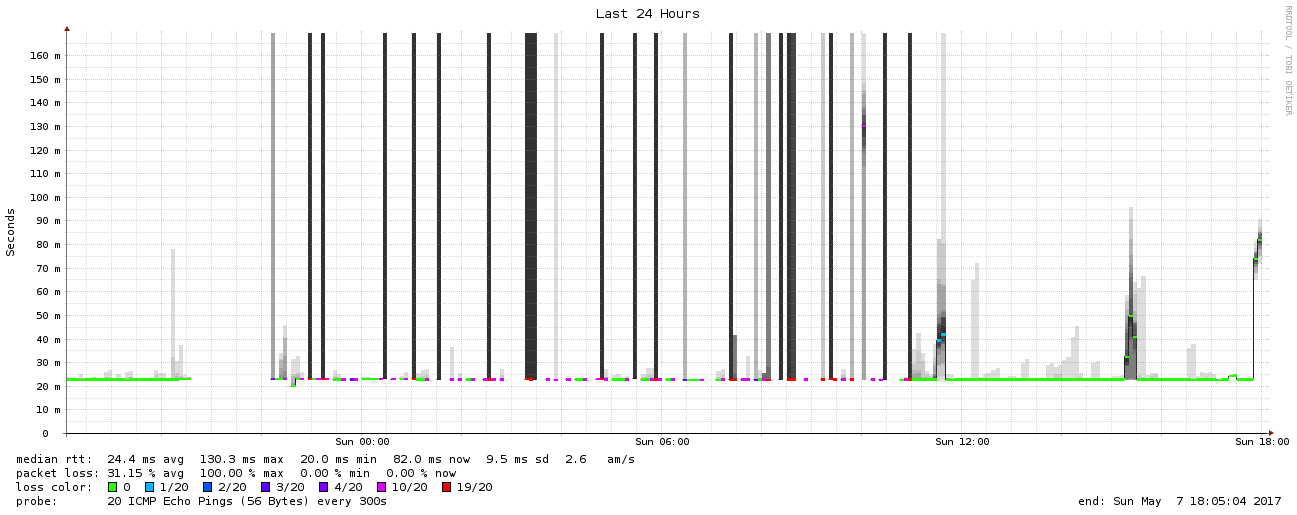 Last 24 Hours
RRDTOOL / TOBI OETIKER
Seconds
160 m
150 m
140 m
130 m
120 m
110 m
100 m
90 m
80 m
70 m
60 m
50 m
40 m
30 m
20 m
10 m
0
Sun 00:00 Sun 06:00 Sun 12:00 Sun 18:00
median rtt: 24.4 ms avg 130.3 ms max 20.0 ms min 82.0 ms now 9.5 ms sd 2.6 am/s
packet loss: 31.15 % avg 100.00 % max 0.00 % min 0.00 % now
loss color: 0 1/20 2/20 3/20 4/20 10/20 19/20
probe: 20 ICMP Echo Pings (56 Bytes) every 300s end: Sun May 7 18:05:04 2017